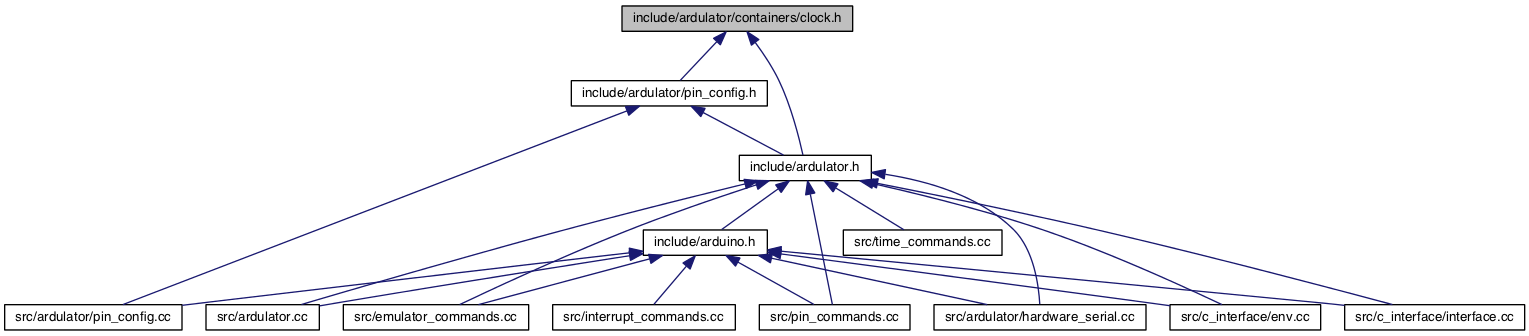 include/ardulator/containers/clock.h
include/ardulator/pin_config.h
include/ardulator.h
include/arduino.h
src/time_commands.cc
src/ardulator/pin_config.cc
src/ardulator.cc
src/emulator_commands.cc
src/interrupt_commands.cc
src/pin_commands.cc
src/ardulator/hardware_serial.cc
src/c_interface/env.cc
src/c_interface/interface.cc